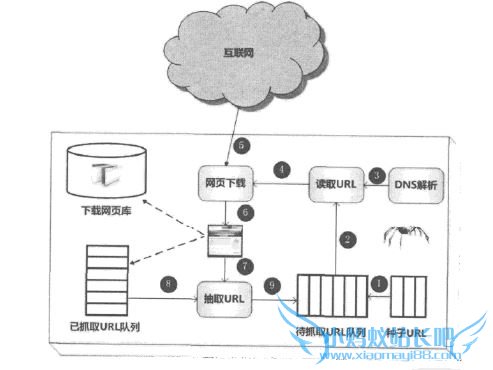 互联网
5
网页下载
4
读取URL
3
DNS解析
下载网页库
6
2
7
8
抽取URL
9
1
已抓取URL队列
待抓取URL队列
种子URL
小蚂蚁站长吧
www.xiaomayi88.com